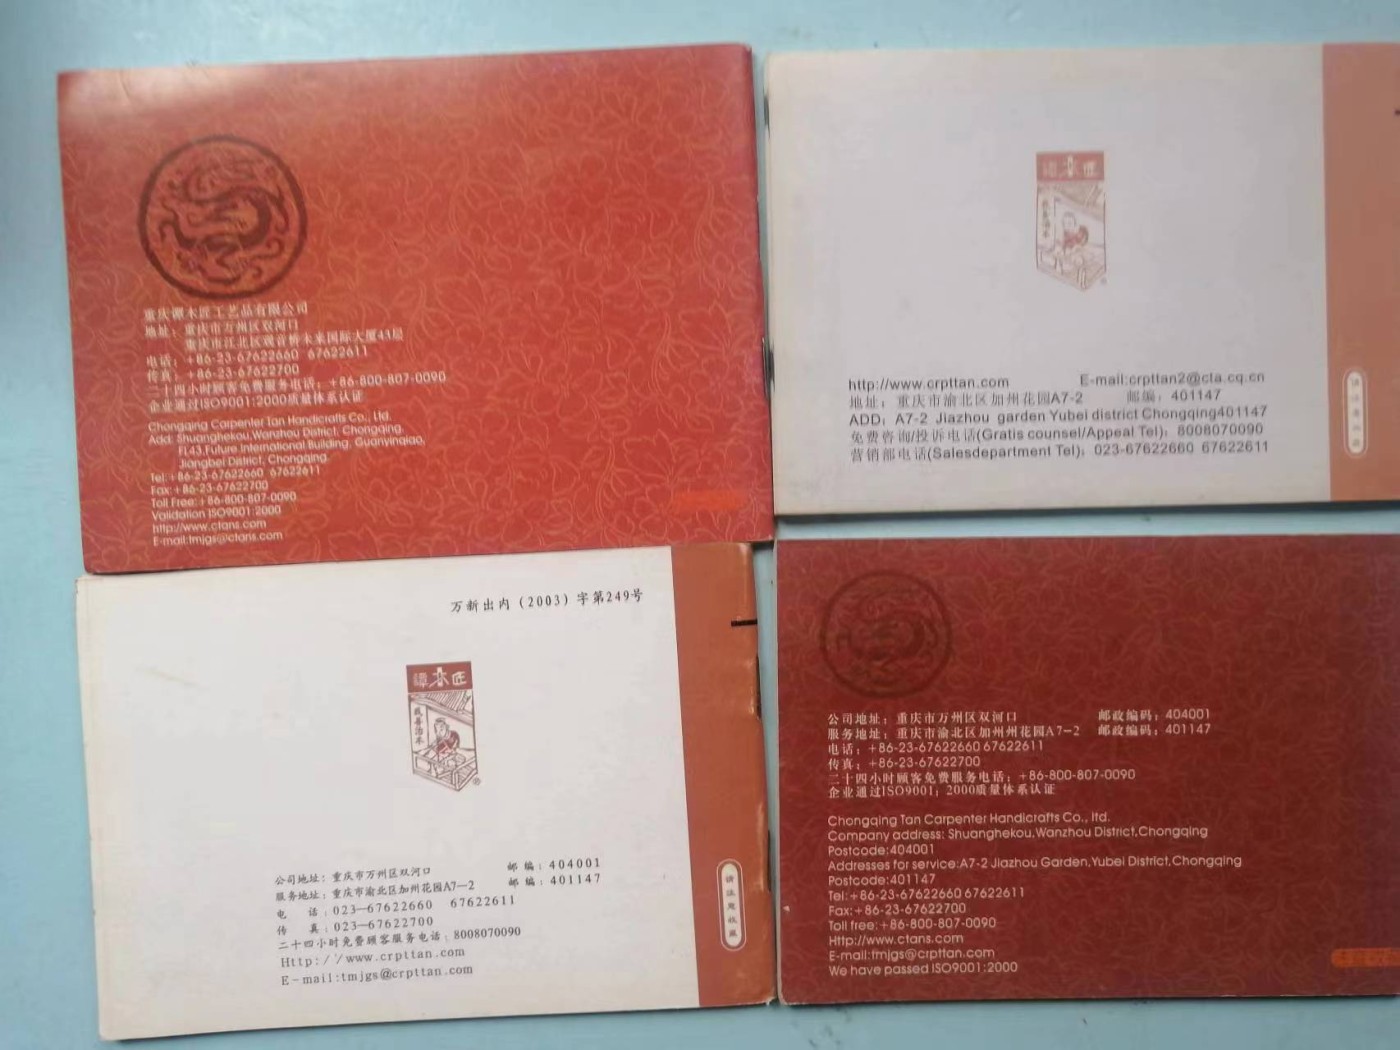 重庆谭木匠工艺品有限公司
地址：重庆市万州区双河口
重庆市江北区观音桥未来国际大厦43层
电话：+86-23-67622660 67622611
传真：+86-23-67622700
二十四小时顾客免费服务电话：+86-800-807-0090
企业通过ISO9001:2000质量体系认证
Chongqing Carpenter Tan Handicrafts Co., Ltd.
Add: Shuanghekou,Wanzhou District, Chongqing.
FL43,Future International Building, Guanyinqiao,
Jiangbei District, Chongqing.
Tel:+86-23-67622660 67622611
Fax:+86-23-67622700
Toll Free:+86-800-807-0090
Validation ISO9001:2000
http://www.ctans.com
E-mail:tmjgs@ctans.com
譚木匠
我善治木
http://www.crpttan.com E-mail:crpttan2@cta.cq.cn
地址：重庆市渝北区加州花园A7-2 邮编：401147
ADD：A7-2 Jiazhou garden Yubei district Chongqing401147
免费咨询/投诉电话(Gratis counsel/Appeal Tel)：8008070090
营销部电话(Salesdepartment Tel)：023-67622660 67622611
请注意收藏
万新出内（2003）字第249号
譚木匠
我善治木
公司地址：重庆市万州区双河口 邮编：404001
服务地址：重庆市渝北区加州花园A7—2 邮编：401147
电 话：023—67622660 67622611
传 真：023—67622700
二十四小时免费顾客服务电话：8008070090
Http://www.crpttan.com
E-mail:tmjgs@crpttan.com
请注意收藏
公司地址：重庆市万州区双河口 邮政编码：404001
服务地址：重庆市渝北区加州州花园A7-2 邮政编码：401147
电话：+86-23-67622660 67622611
传真：+86-23-67622700
二十四小时顾客免费服务电话：+86-800-807-0090
企业通过ISO9001；2000质量体系认证
Chongqing Tan Carpenter Handicrafts Co., ltd.
Company address: Shuanghekou,Wanzhou District,Chongqing
Postcode:404001
Addresses for service:A7-2 Jiazhou Garden,Yubei District,Chongqing
Postcode:401147
Tel:+86-23-67622660 67622611
Fax:+86-23-67622700
Toll free:+86-800-807-0090
Http://www.ctans.com
E-mail:tmjgs@crpttan.com
We have passed ISO9001:2000